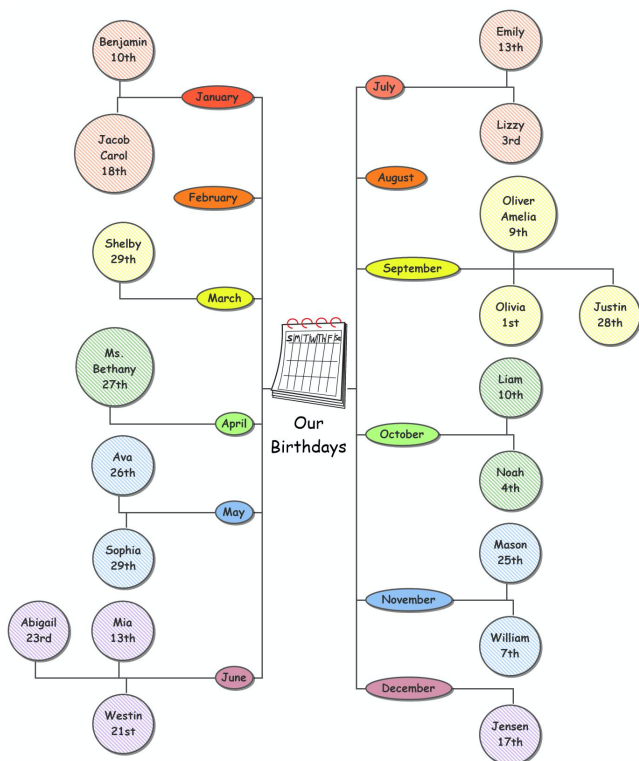 Benjamin
10th
January
Jacob
Carol
18th
February
Shelby
29th
March
Ms.
Bethany
27th
April
Ava
26th
May
Sophia
29th
Abigail
23rd
Mia
13th
June
Westin
21st
S M T W Th F Sa
Our
Birthdays
Emily
13th
July
Lizzy
3rd
August
Oliver
Amelia
9th
September
Olivia
1st
Justin
28th
Liam
10th
October
Noah
4th
Mason
25th
November
William
7th
December
Jensen
17th